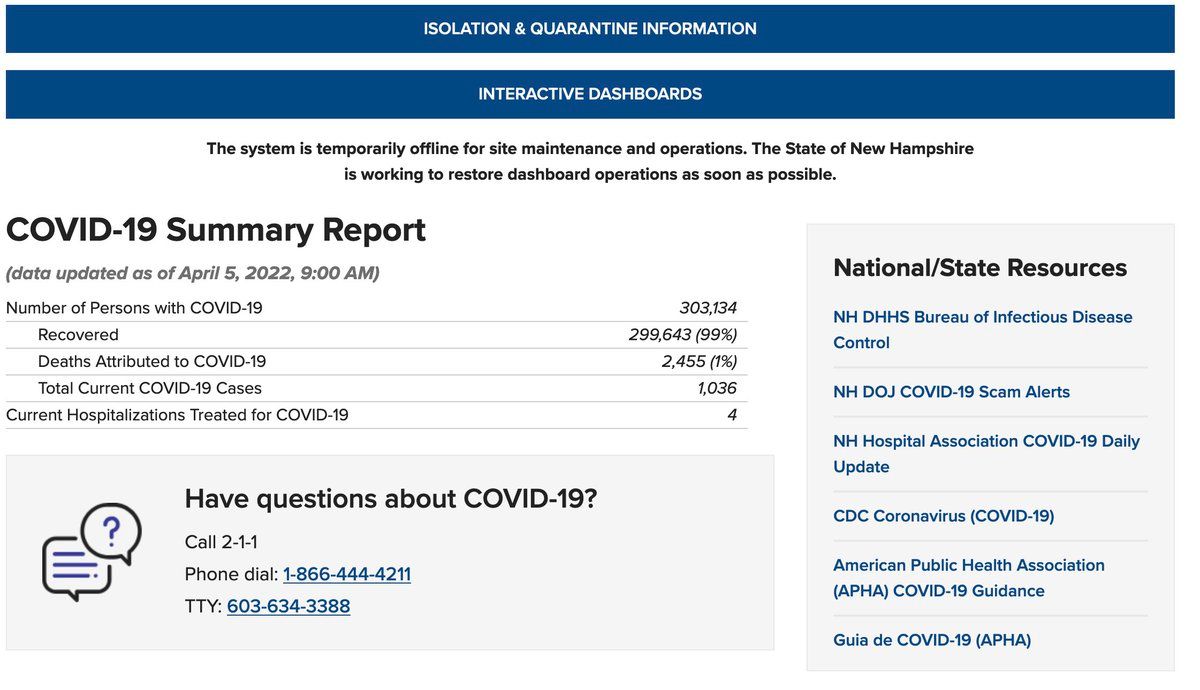 ISOLATION & QUARANTINE INFORMATION
INTERACTIVE DASHBOARDS
The system is temporarily offline for site maintenance and operations. The State of New Hampshire
is working to restore dashboard operations as soon as possible.
COVID-19 Summary Report
(data updated as of April 5, 2022, 9:00 AM)
Number of Persons with COVID-19 303,134
Recovered 299,643 (99%)
Deaths Attributed to COVID-19 2,455 (1%)
Total Current COVID-19 Cases 1,036
Current Hospitalizations Treated for COVID-19 4
Have questions about COVID-19?
Call 2-1-1
Phone dial: 1-866-444-4211
TTY: 603-634-3388
National/State Resources
NH DHHS Bureau of Infectious Disease
Control
NH DOJ COVID-19 Scam Alerts
NH Hospital Association COVID-19 Daily
Update
CDC Coronavirus (COVID-19)
American Public Health Association
(APHA) COVID-19 Guidance
Guia de COVID-19 (APHA)